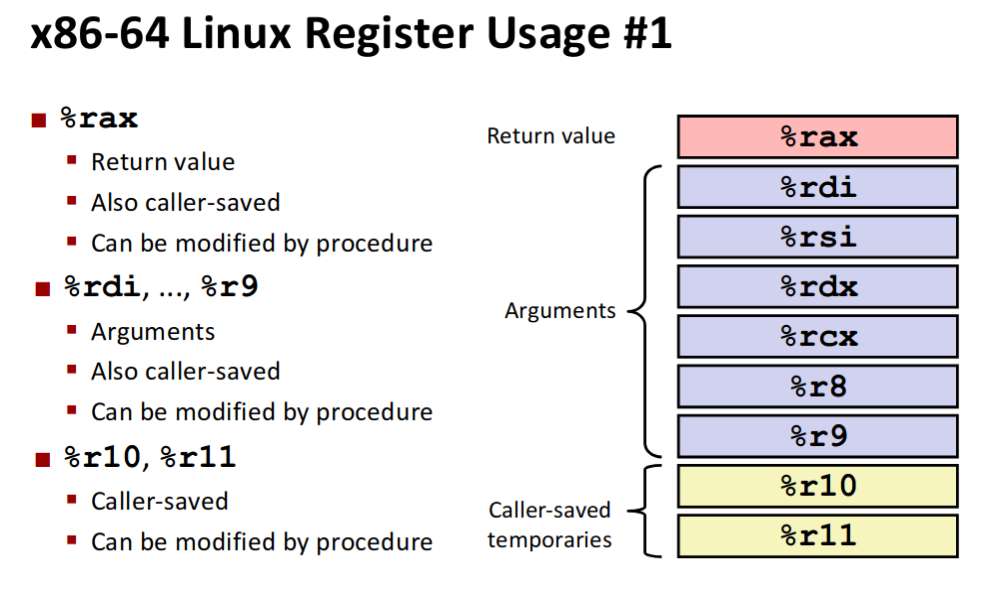 x86-64 Linux Register Usage #1
%rax
Return value
Also caller-saved
Can be modified by procedure
%rdi, ..., %r9
Arguments
Also caller-saved
Can be modified by procedure
%r10, %r11
Caller-saved
Can be modified by procedure
Return value
%rax
Arguments
%rdi
%rsi
%rdx
%rcx
%r8
%r9
Caller-saved
temporaries
%r10
%r11